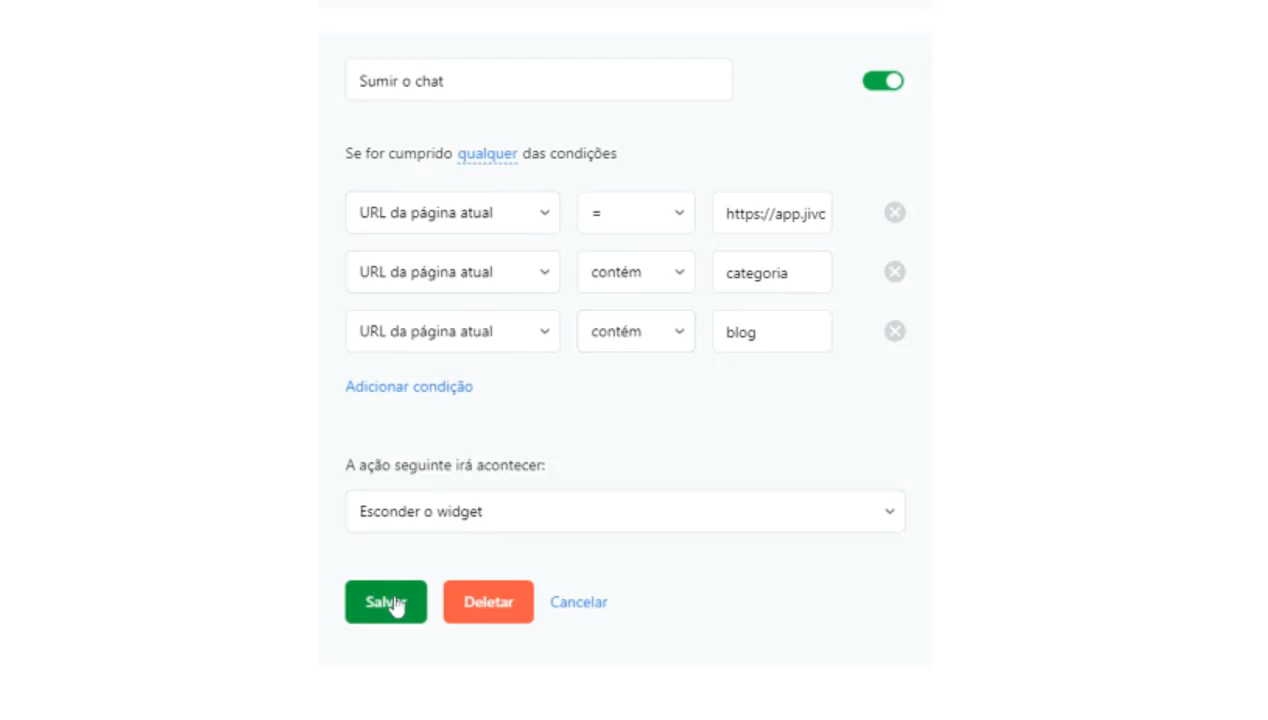 Sumir o chat
Se for cumprido qualquer das condições
URL da página atual = https://app.jivc
URL da página atual contém categoria
URL da página atual contém blog
Adicionar condição
A ação seguinte irá acontecer:
Esconder o widget
Salvar Deletar Cancelar